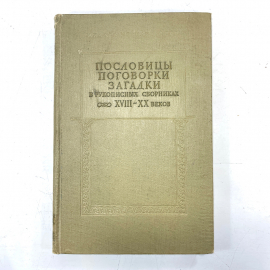 ПОСЛОВИЦЫ
ПОГОВОРКИ
ЗАГАДКИ
В РУКОПИСНЫХ СБОРНИКАХ
XVIII-XX ВЕКОВ